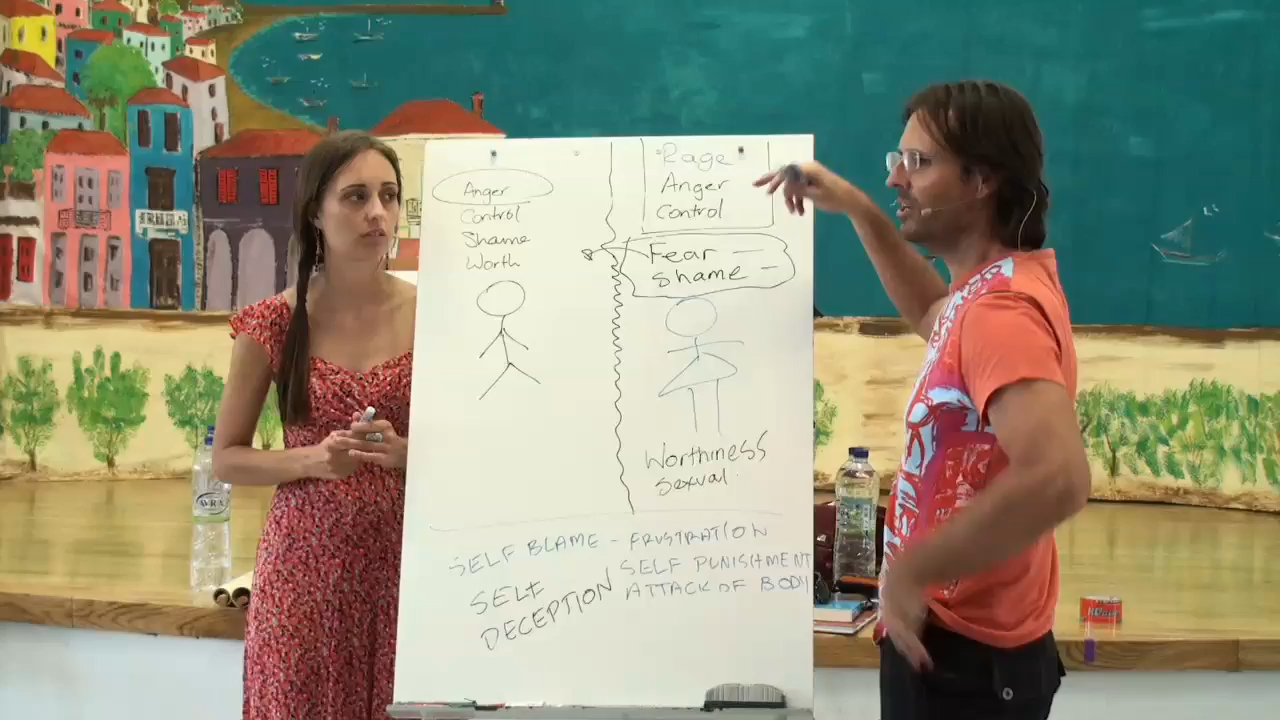 Anger
Control
Shame
Worth
Rage
Anger
Control
Fear —
Shame —
Worthiness
Sexual
SELF BLAME - FRUSTRATION
SELF PUNISHMENT
ATTACK OF BODY
SELF
DECEPTION
AVRA